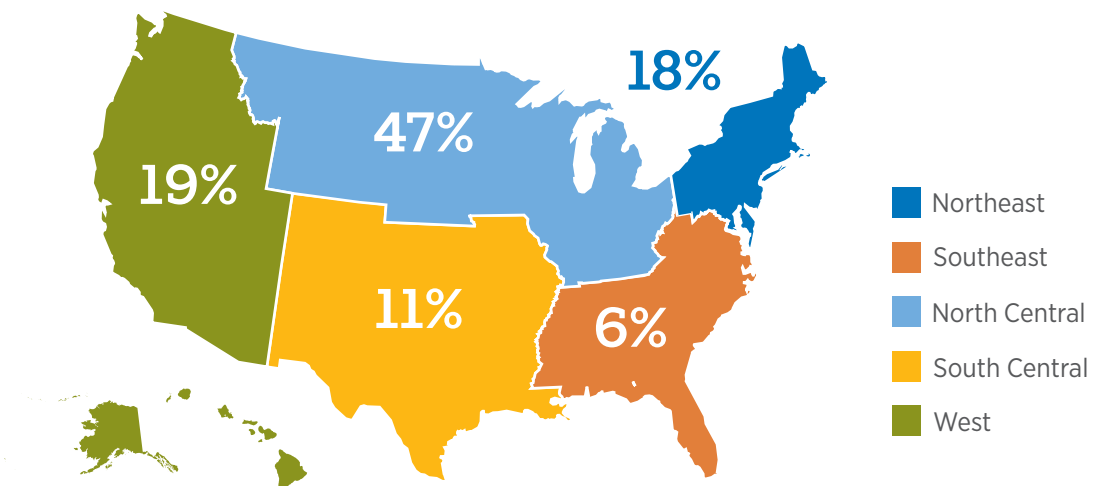 18%
47%
19%
11%
6%
Northeast
Southeast
North Central
South Central
West